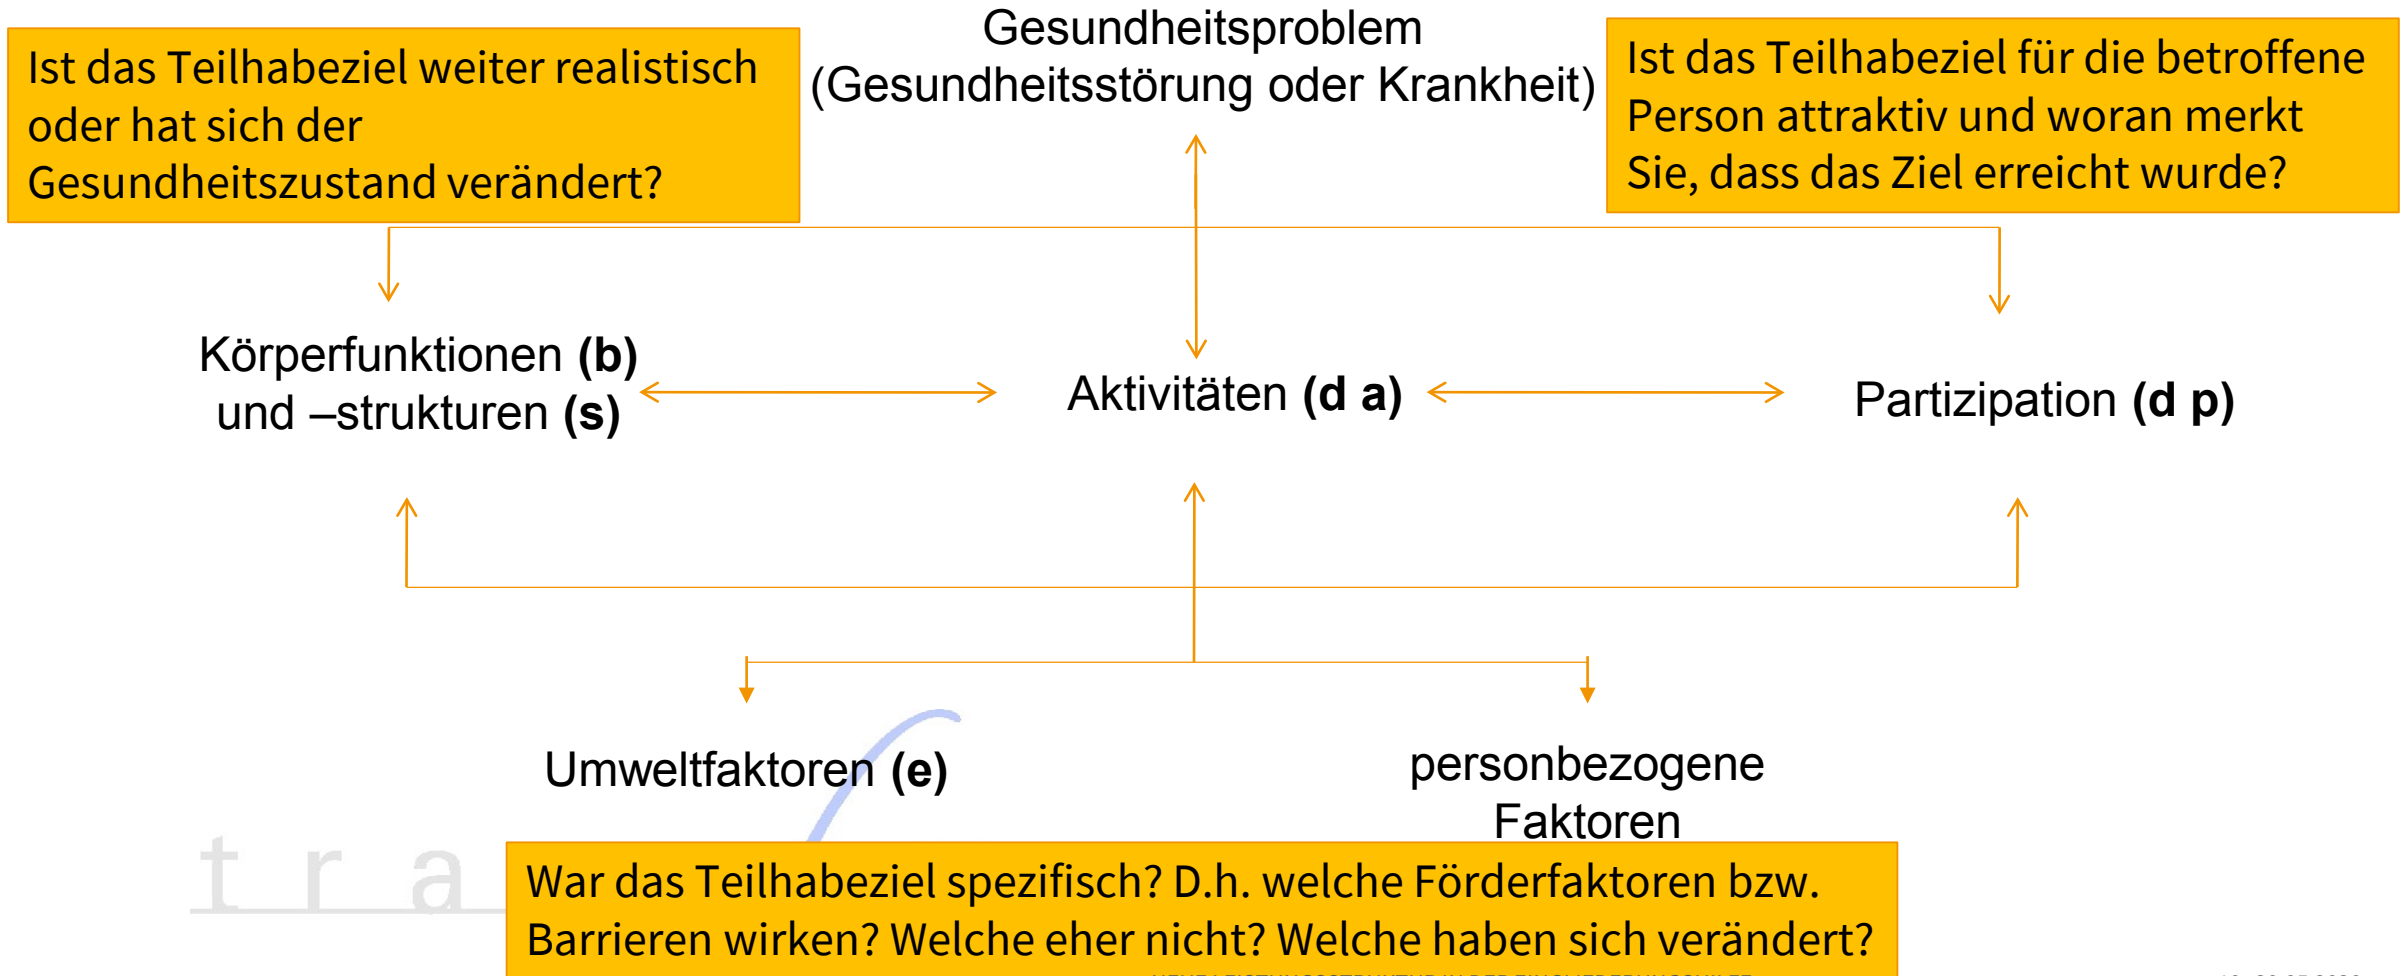 Gesundheitsproblem
(Gesundheitsstörung oder Krankheit)
Ist das Teilhabeziel weiter realistisch
oder hat sich der
Gesundheitszustand verändert?
Ist das Teilhabeziel für die betroffene
Person attraktiv und woran merkt
Sie, dass das Ziel erreicht wurde?
Körperfunktionen (b)
und –strukturen (s)
Aktivitäten (d a)
Partizipation (d p)
Umweltfaktoren (e)
personbezogene
Faktoren
t r a
War das Teilhabeziel spezifisch? D.h. welche Förderfaktoren bzw.
Barrieren wirken? Welche eher nicht? Welche haben sich verändert?